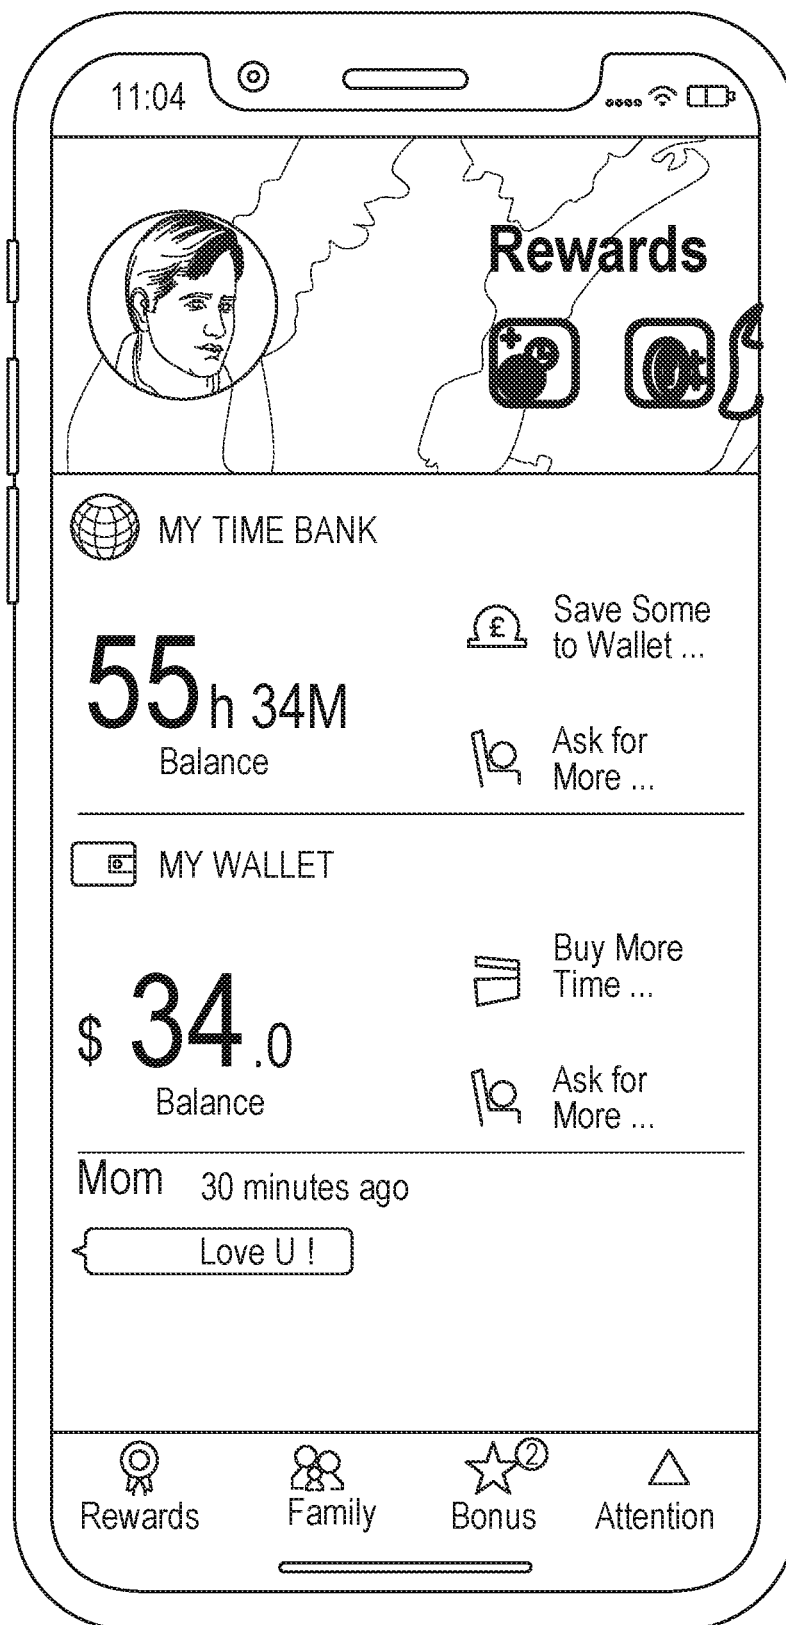 11:04
Rewards
MY TIME BANK
55h 34M
Balance
£
Save Some
to Wallet ...
Ask for
More ...
MY WALLET
$ 34.0
Balance
Buy More
Time ...
Ask for
More ...
Mom 30 minutes ago
Love U !
2
Rewards Family Bonus Attention